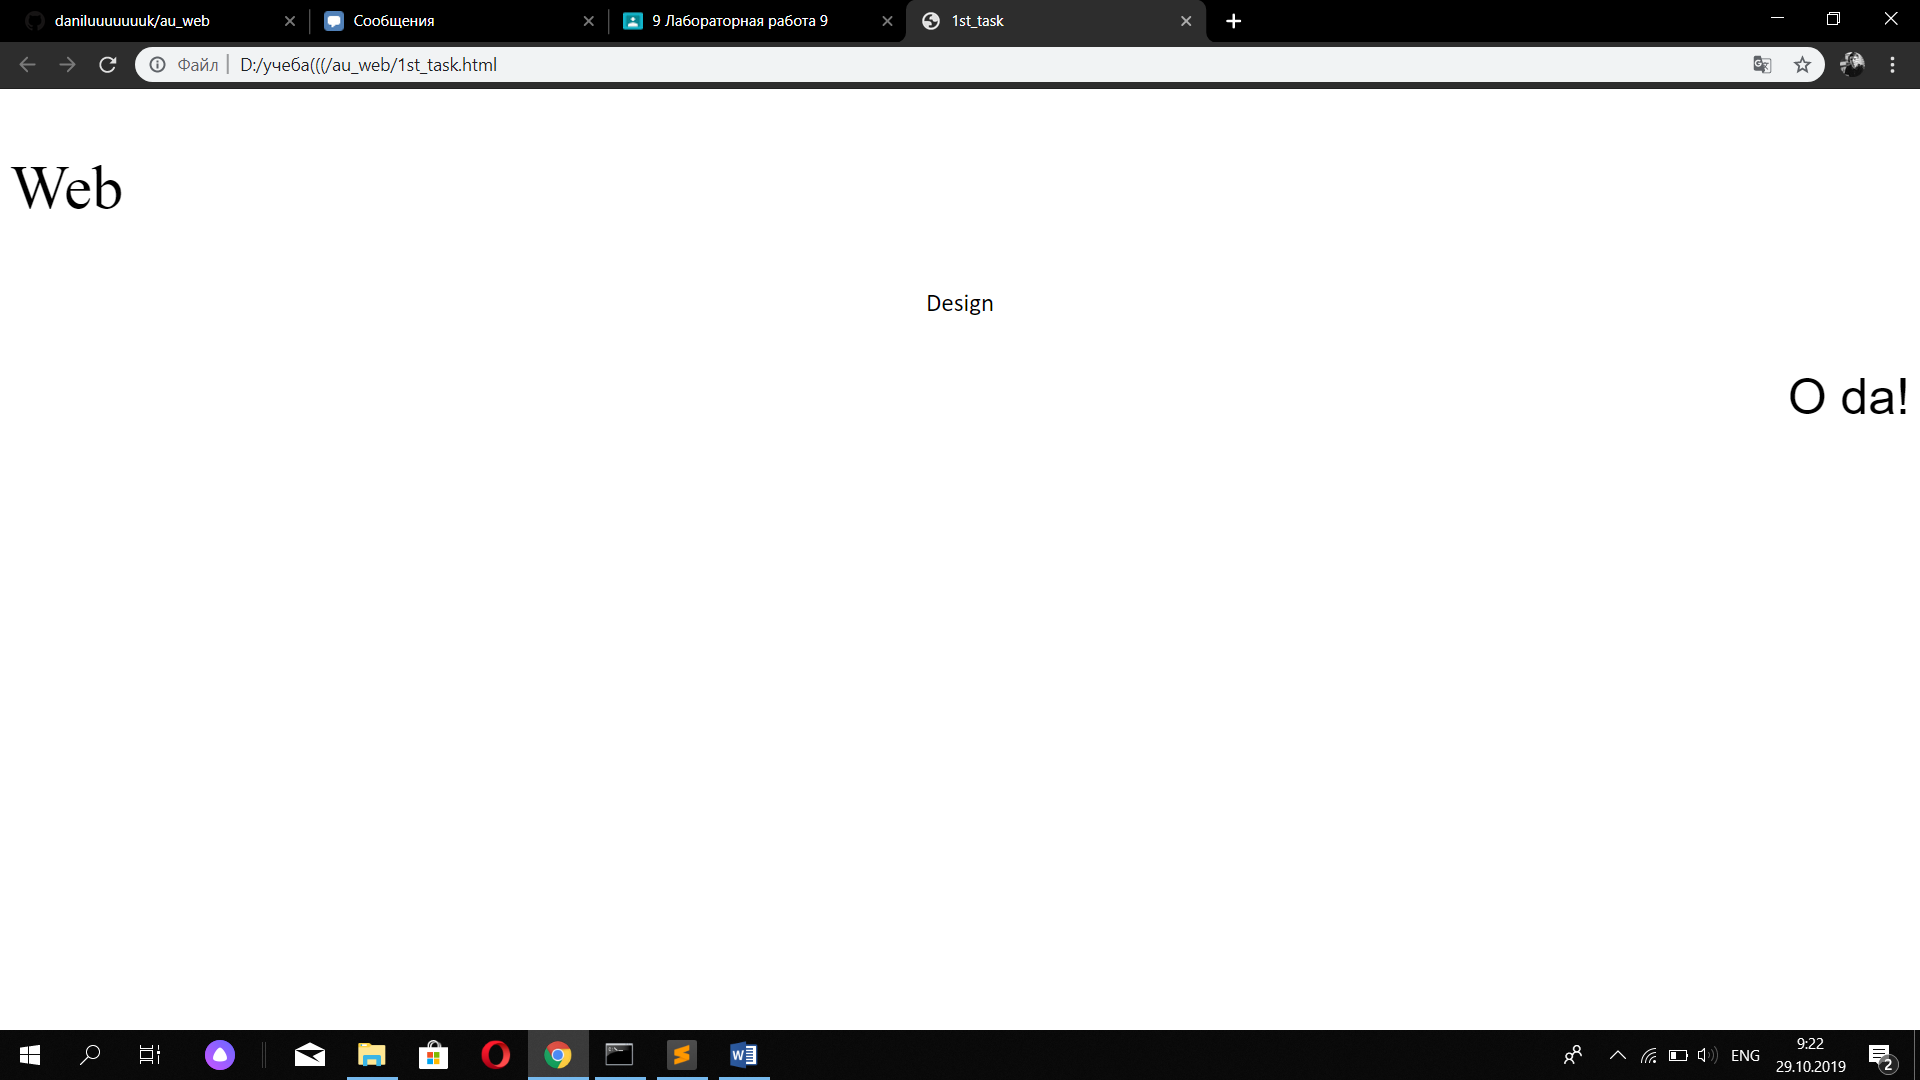 daniluuuuuuuk/au_web
Сообщения
9 Лабораторная работа 9
1st_task
Файл | D:/учеба(((/au_web/1st_task.html
Web
Design
O da!
ENG
9:22
29.10.2019
2